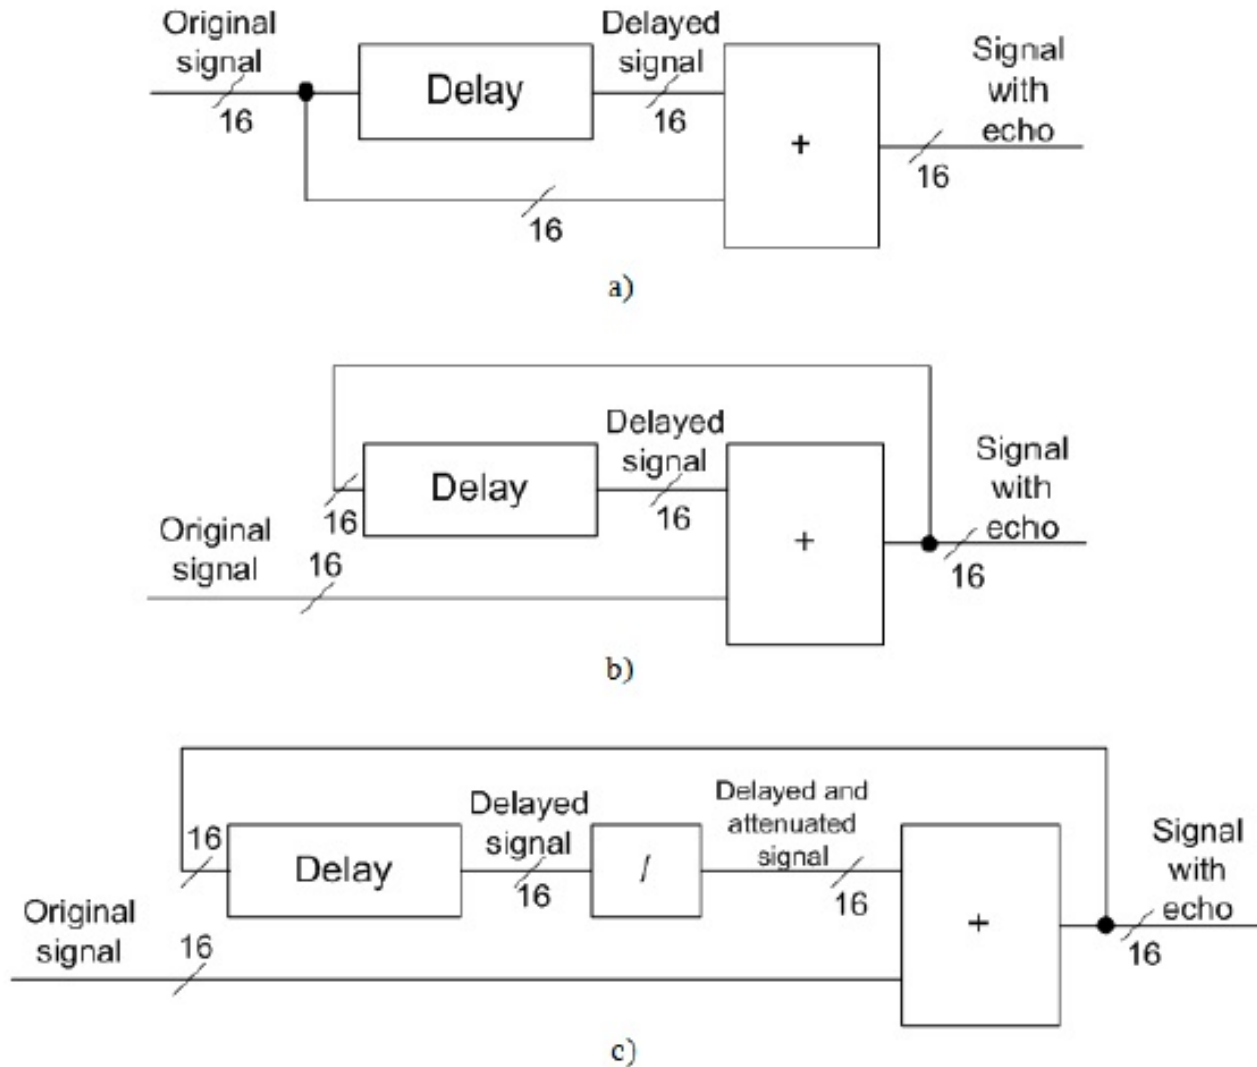 Original
signal
16
Delay
Delayed
signal
16
16
+
Signal
with
echo
16
a)
Original
signal
16
16
Delay
Delayed
signal
16
+
Signal
with
echo
16
b)
Original
signal
16
16
Delay
Delayed
signal
16
/
Delayed and
attenuated
signal
16
+
Signal
with
echo
16
c)